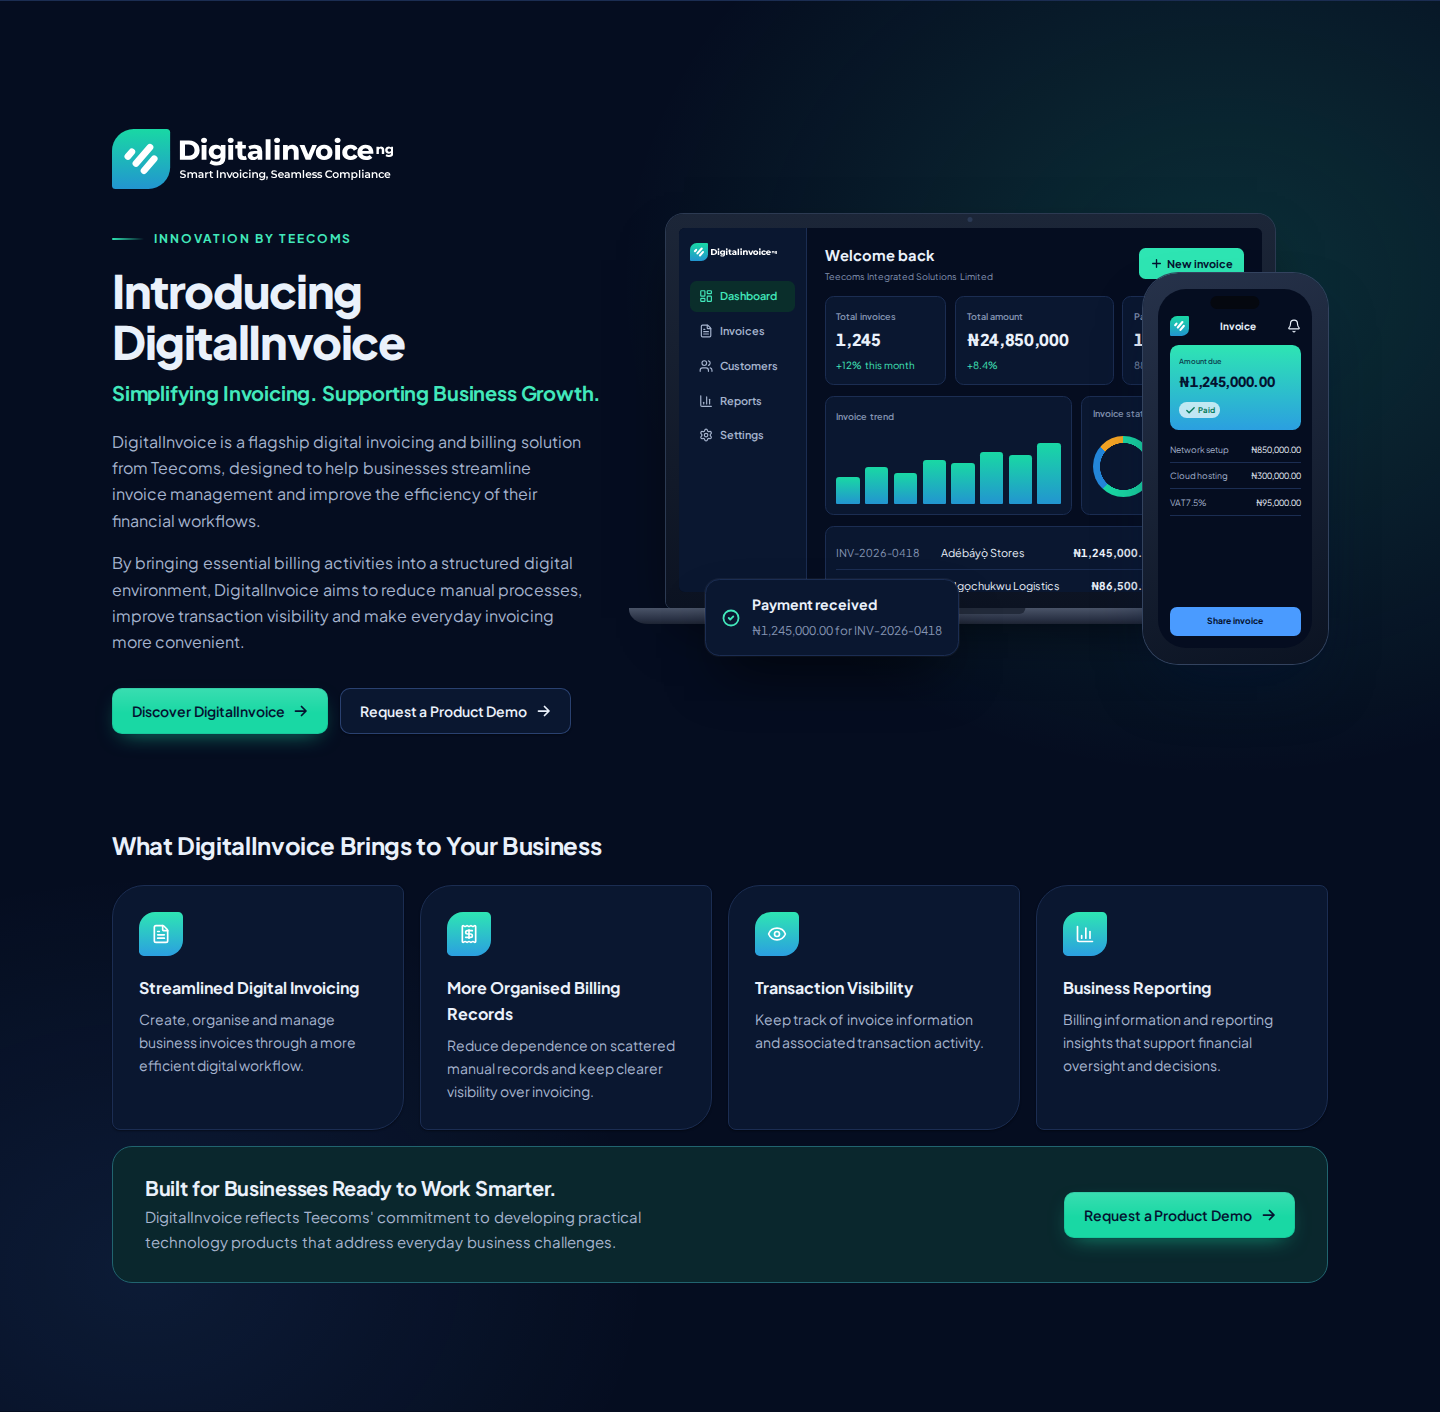 Digitalinvoice ng
Smart Invoicing, Seamless Compliance
INNOVATION BY TEECOMS
Introducing
DigitalInvoice
Simplifying Invoicing. Supporting Business Growth.
DigitalInvoice is a flagship digital invoicing and billing solution
from Teecoms, designed to help businesses streamline
invoice management and improve the efficiency of their
financial workflows.
By bringing essential billing activities into a structured digital
environment, DigitalInvoice aims to reduce manual processes,
improve transaction visibility and make everyday invoicing
more convenient.
Discover DigitalInvoice
Request a Product Demo
Digitalinvoice
Dashboard
Invoices
Customers
Reports
Settings
Welcome back
Teecoms Integrated Solutions Limited
New invoice
Total invoices
1,245
+12% this month
Total amount
₦24,850,000
+8.4%
Invoice trend
INV-2026-0418 Adébáyọ̀ Stores ₦1,245,000.
Logistics ₦86,500.
Payment received
₦1,245,000.00 for INV-2026-0418
Invoice
Amount due
₦1,245,000.00
Paid
Network setup ₦850,000.00
Cloud hosting ₦300,000.00
VAT 7.5% ₦95,000.00
Share invoice
What DigitalInvoice Brings to Your Business
Streamlined Digital Invoicing
Create, organise and manage
business invoices through a more
efficient digital workflow.
More Organised Billing
Records
Reduce dependence on scattered
manual records and keep clearer
visibility over invoicing.
Transaction Visibility
Keep track of invoice information
and associated transaction activity.
Business Reporting
Billing information and reporting
insights that support financial
oversight and decisions.
Built for Businesses Ready to Work Smarter.
DigitalInvoice reflects Teecoms' commitment to developing practical
technology products that address everyday business challenges.
Request a Product Demo